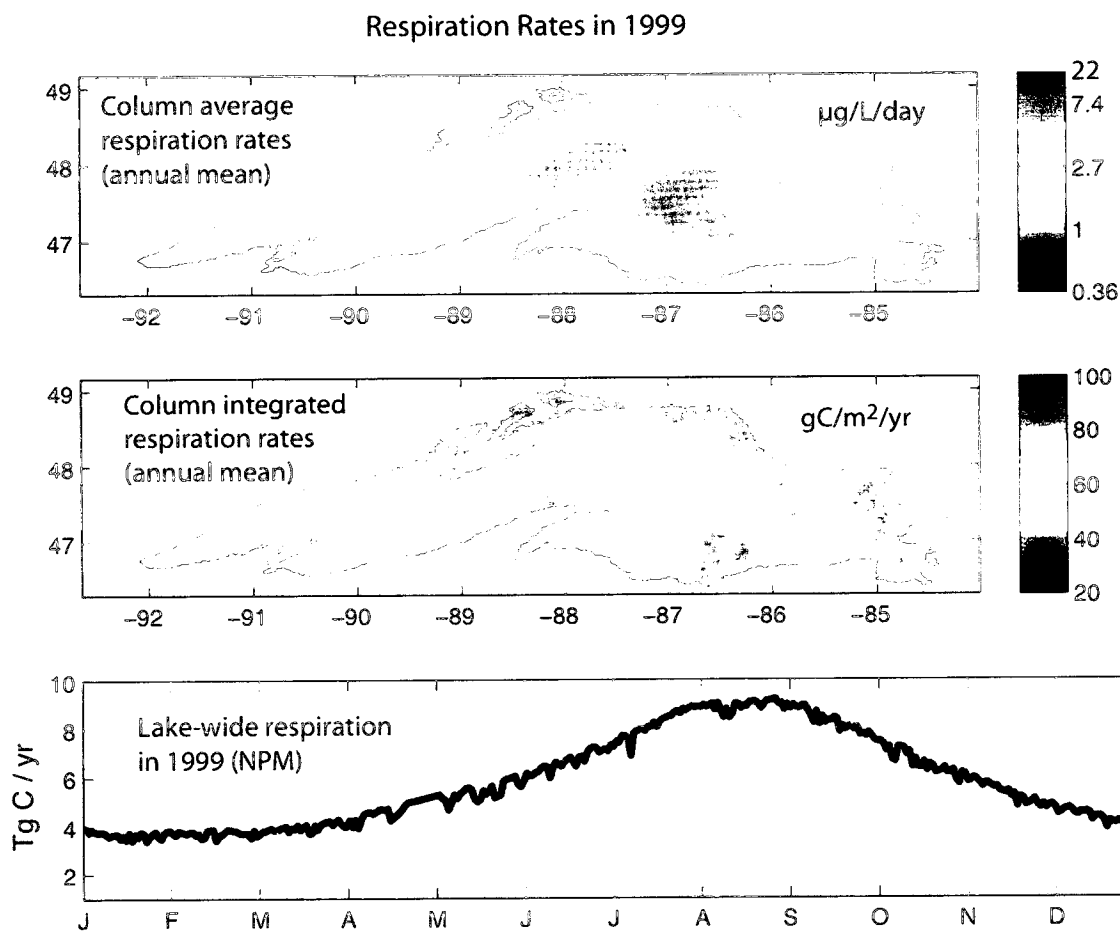 Respiration Rates in 1999
Column average
respiration rates
(annual mean)
µg/L/day
49
48
47
-92 -91 -90 -89 -88 -87 -86 -85
22
7.4
2.7
1
0.36
Column integrated
respiration rates
(annual mean)
gC/m²/yr
49
48
47
-92 -91 -90 -89 -88 -87 -86 -85
100
80
60
40
20
Lake-wide respiration
in 1999 (NPM)
Tg C / yr
10
8
6
4
2
J F M A M J J A S O N D